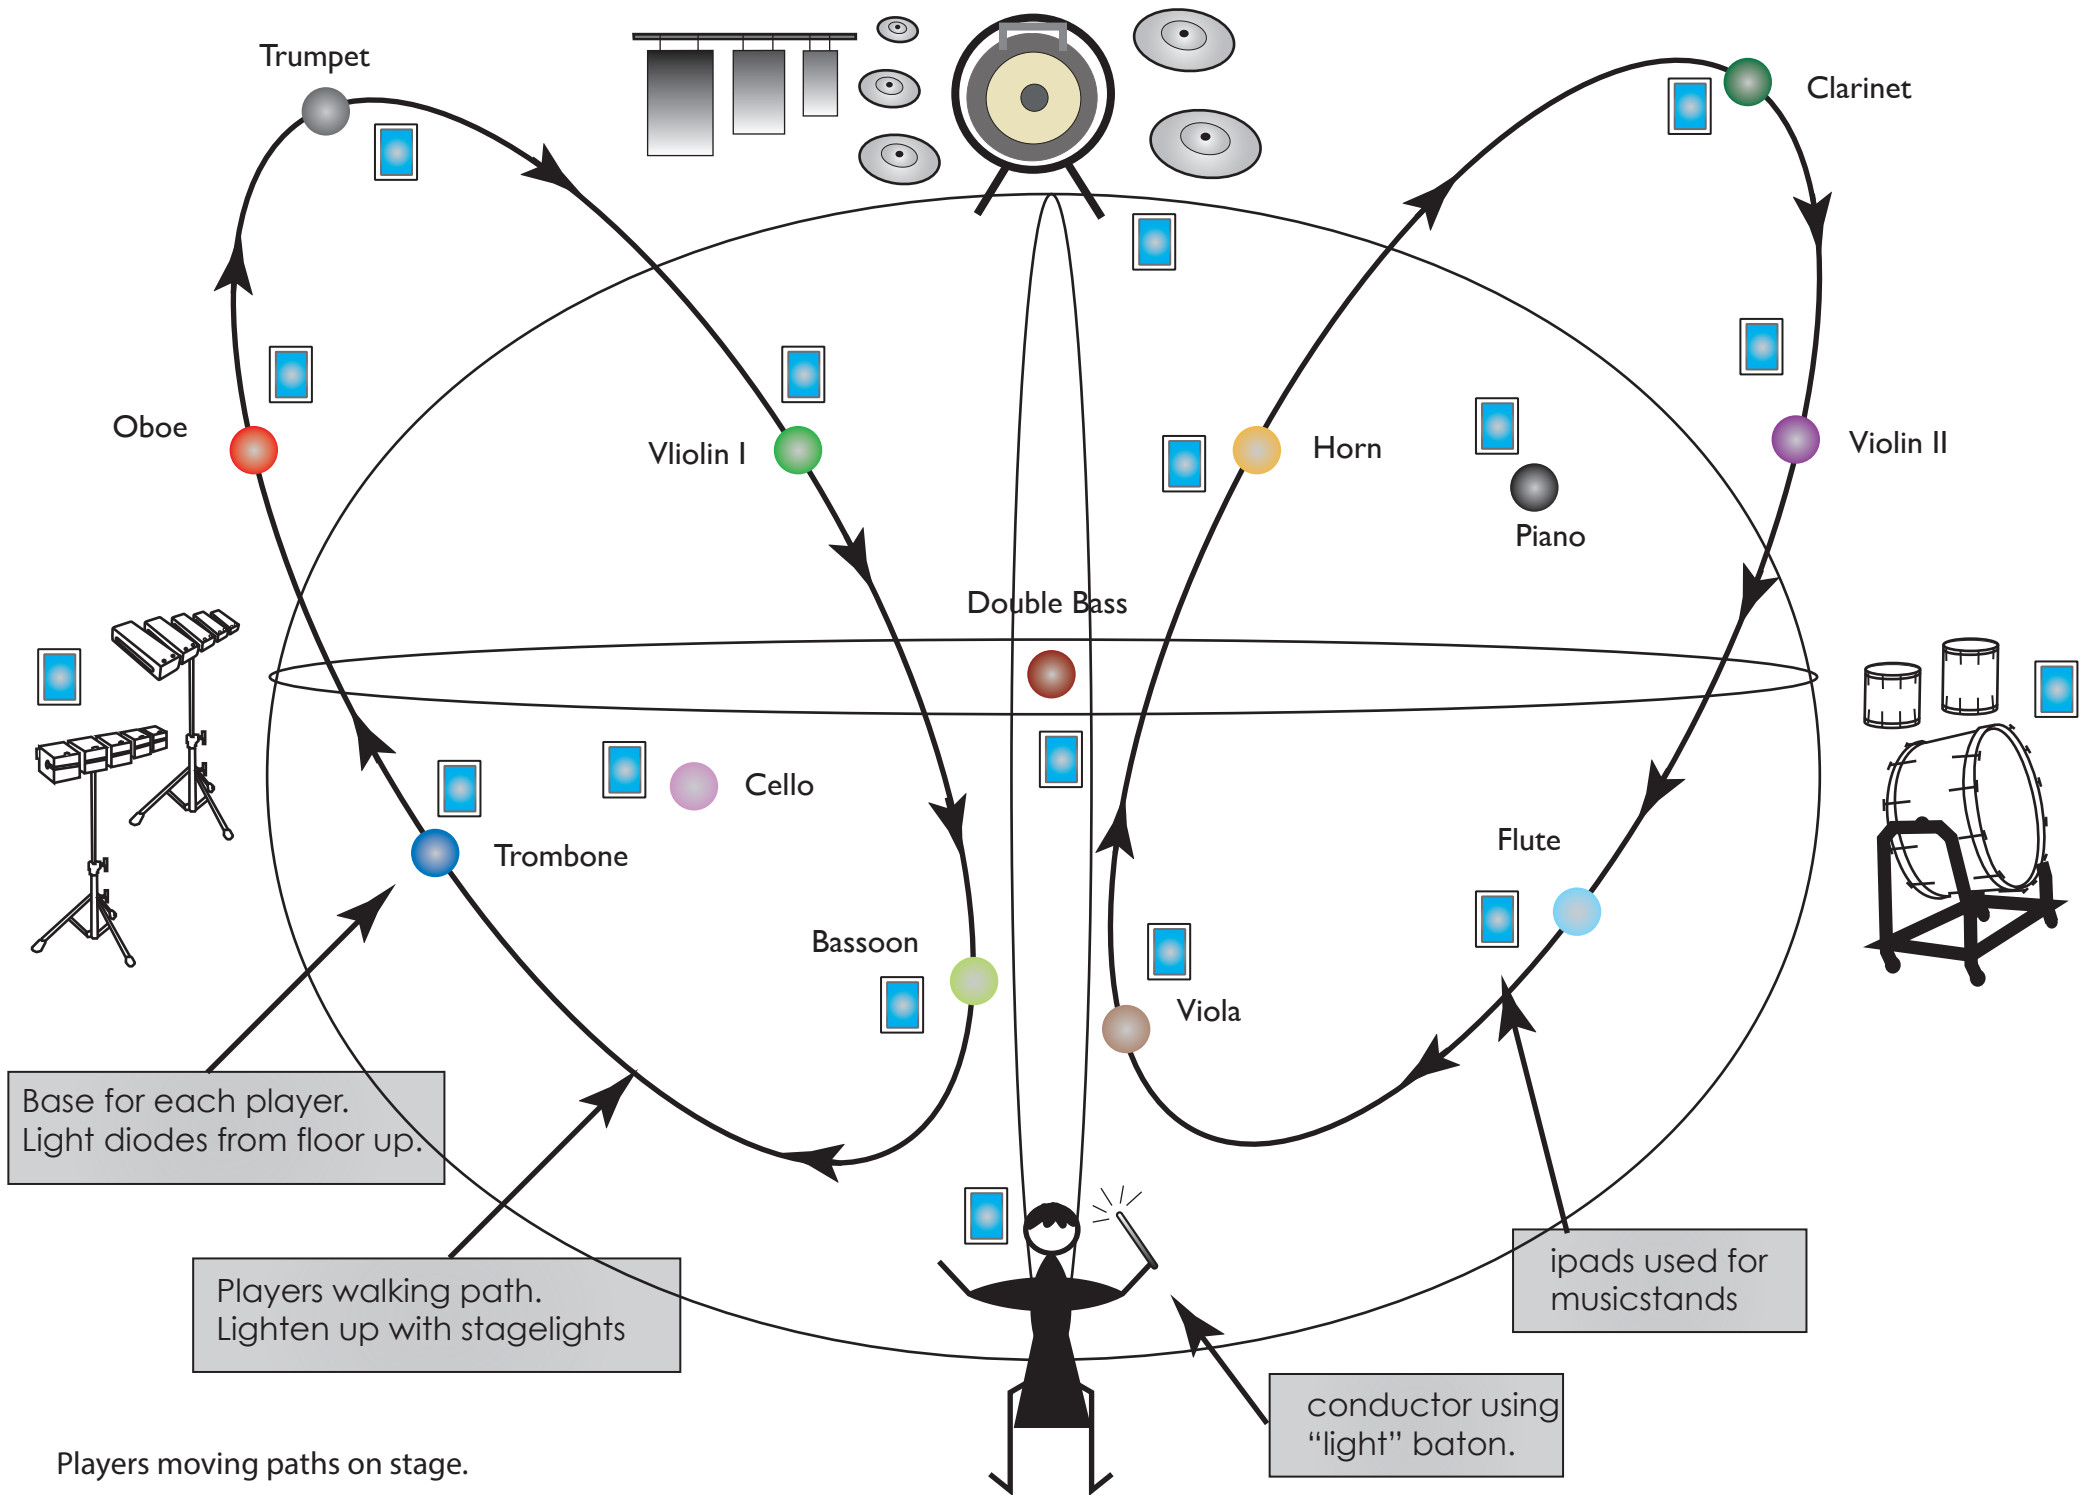 Trumpet
Clarinet
Oboe
Vliolin I
Horn
Violin II
Piano
Double Bass
Cello
Trombone
Flute
Bassoon
Viola
Base for each player.
Light diodes from floor up.
Players walking path.
Lighten up with stagelights
ipads used for
musicstands
conductor using
“light” baton.
Players moving paths on stage.